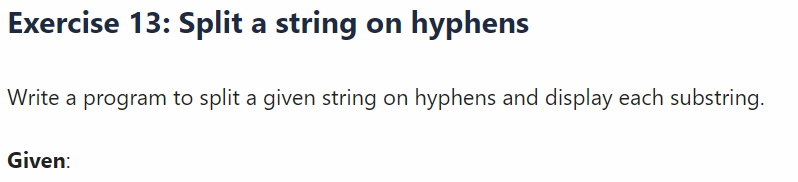 Exercise 13: Split a string on hyphens
Write a program to split a given string on hyphens and display each substring.
Given: